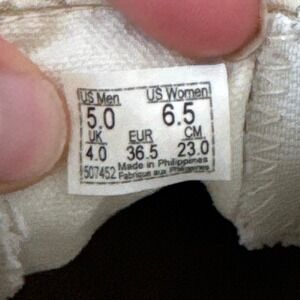 US Men US Women
5.0 6.5
UK EUR CM
4.0 36.5 23.0
507452 Made in Philippines
Fabrique aux Philippines